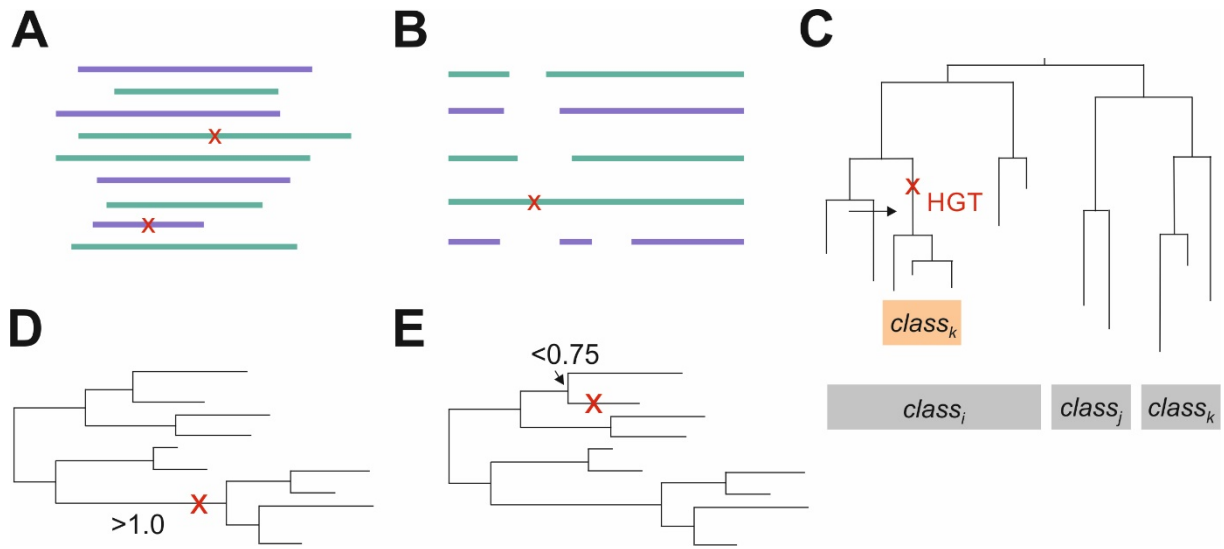 A
B
C
X
X
X
X
HGT
class_k
D
E
<0.75
X
class_i
class_j
class_k
X
>1.0